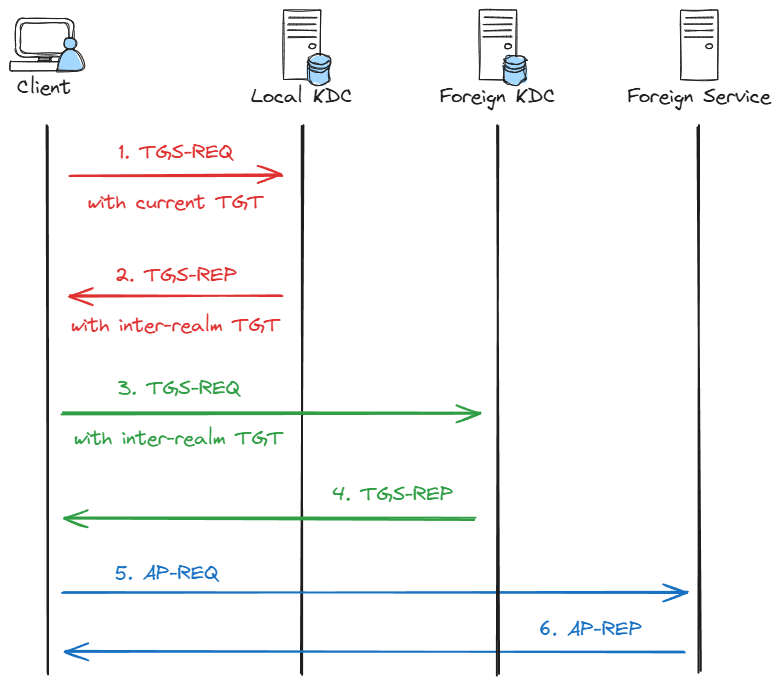 Client
Local KDC
Foreign KDC
Foreign Service
1. TGS-REQ
with current TGT
2. TGS-REP
with inter-realm TGT
3. TGS-REQ
with inter-realm TGT
4. TGS-REP
5. AP-REQ
6. AP-REP